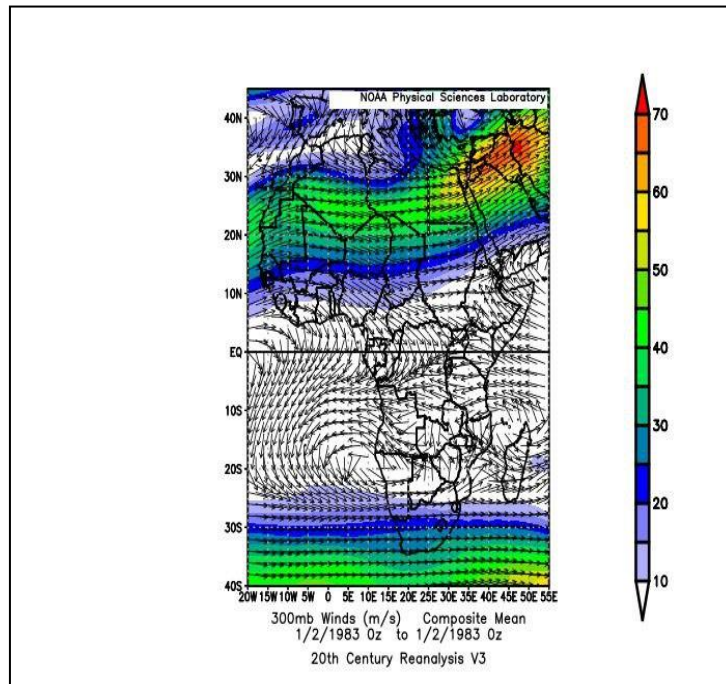 NOAA Physical Sciences Laboratory
40N
30N
20N
10N
EQ
10S
20S
30S
40S
20W 15W 10W 5W 0 5E 10E 15E 20E 25E 30E 35E 40E 45E 50E 55E
70
60
50
40
30
20
10
300mb Winds (m/s) Composite Mean
1/2/1983 0z to 1/2/1983 0z
20th Century Reanalysis V3